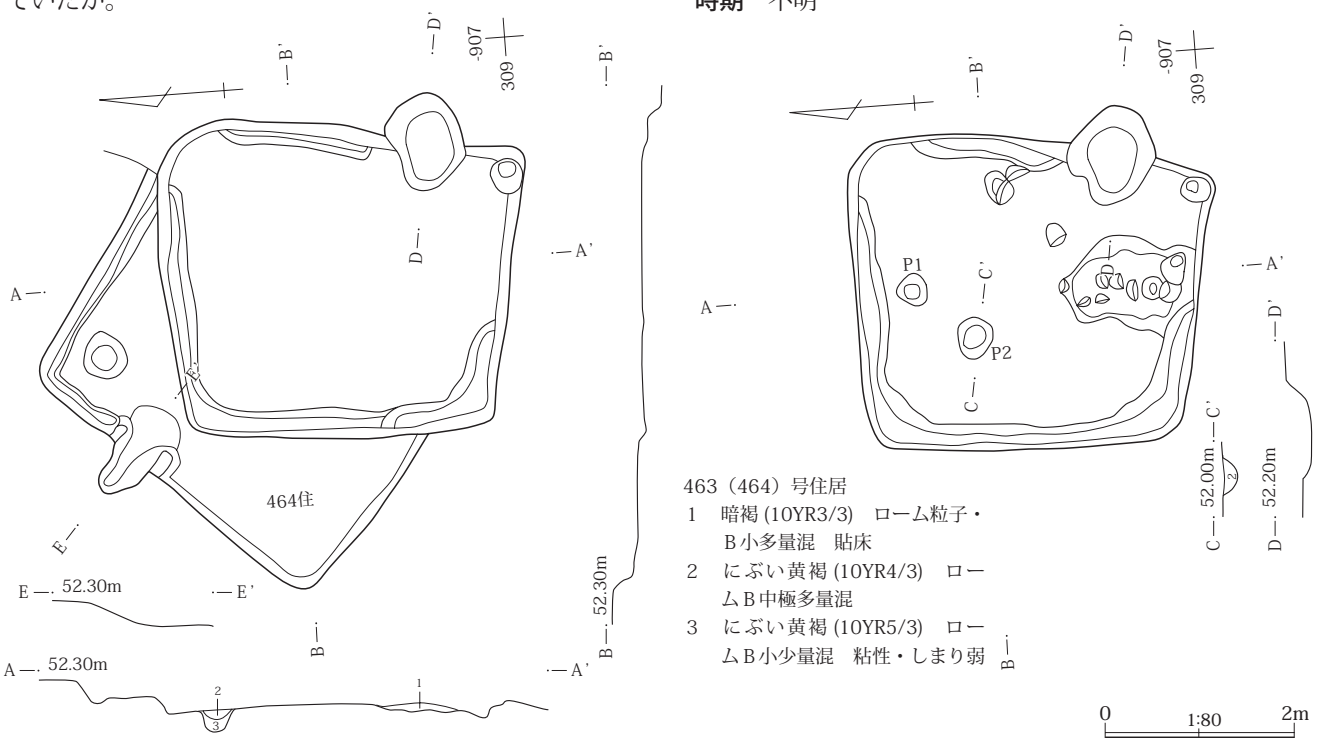 ていたか。
時期　不明
D'
-907
309
B'
B'
A
A'
D
E'
464住
E
E 52.30m E'
B
B 52.30m
A 52.30m A'
2
3
1
D'
-907
309
B'
A
A'
P1
C'
P2
C
D
D'
C'
2
C 52.00m
D 52.20m
B
463（464）号住居
1　暗褐 (10YR3/3)　ローム粒子・
B小多量混　貼床
2　にぶい黄褐 (10YR4/3)　ロー
ムB中極多量混
3　にぶい黄褐 (10YR5/3)　ロー
ムB小少量混　粘性・しまり弱
0 1:80 2m